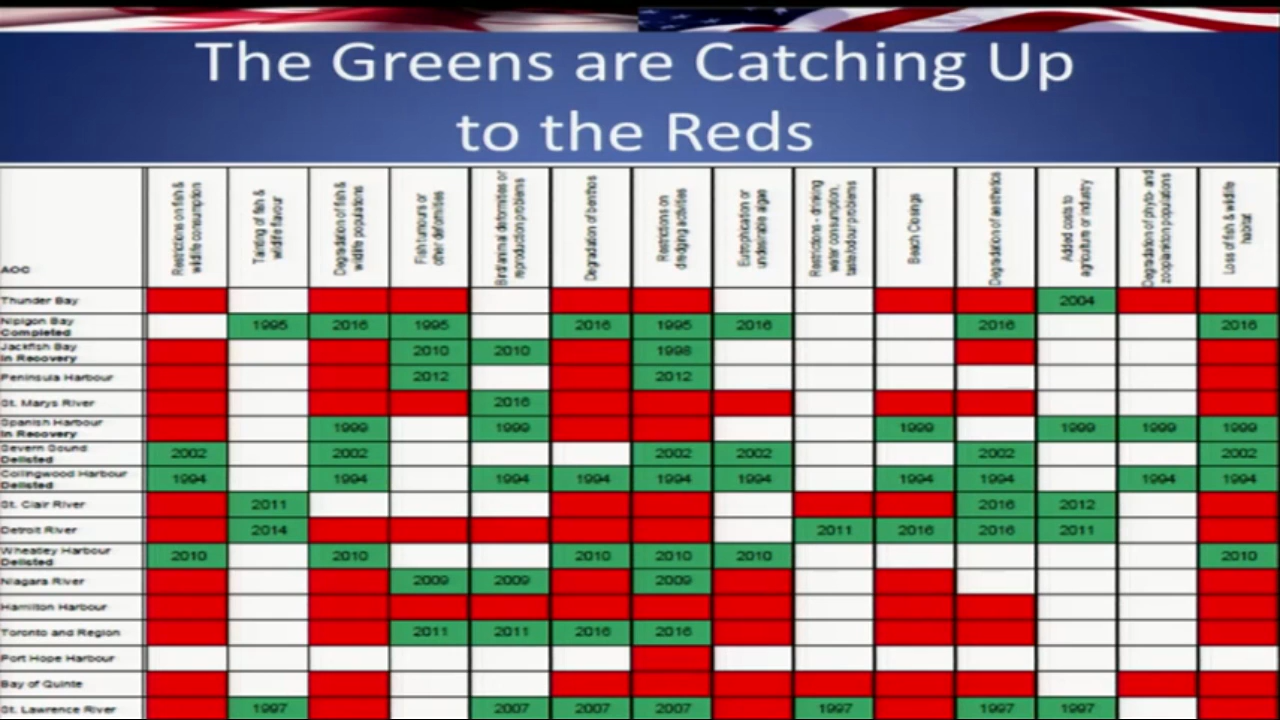 The Greens are Catching Up
to the Reds
AOC
Restrictions on fish &
wildlife consumption
Tainting of fish &
wildlife flavour
Degradation of fish &
wildlife populations
Fish tumours or
other deformities
Bird/animal deformities or
reproduction problems
Degradation of benthos
Restrictions on
dredging activities
Eutrophication or
undesirable algae
Restrictions - drinking
water consumption,
taste/odour problems
Beach Closings
Degradation of aesthetics
Added costs to
agriculture or industry
Degradation of phyto- and
zooplankton populations
Loss of fish & wildlife
habitat
Thunder Bay 2004
Nipigon Bay
Completed 1995 2016 1995 2016 1995 2016 2016 2016
Jackfish Bay
In Recovery 2010 2010 1998
Peninsula Harbour 2012 2012
St. Marys River 2016
Spanish Harbour
In Recovery 1999 1999 1999 1999 1999 1999
Severn Sound
Delisted 2002 2002 2002 2002 2002 2002
Collingwood Harbour
Delisted 1994 1994 1994 1994 1994 1994 1994 1994 1994 1994
St. Clair River 2011 2016 2012
Detroit River 2014 2011 2016 2016 2011
Wheatley Harbour
Delisted 2010 2010 2010 2010 2010 2010
Niagara River 2009 2009 2009
Hamilton Harbour
Toronto and Region 2011 2011 2016 2016
Port Hope Harbour
Bay of Quinte
St. Lawrence River 1997 2007 2007 2007 1997 1997 1997